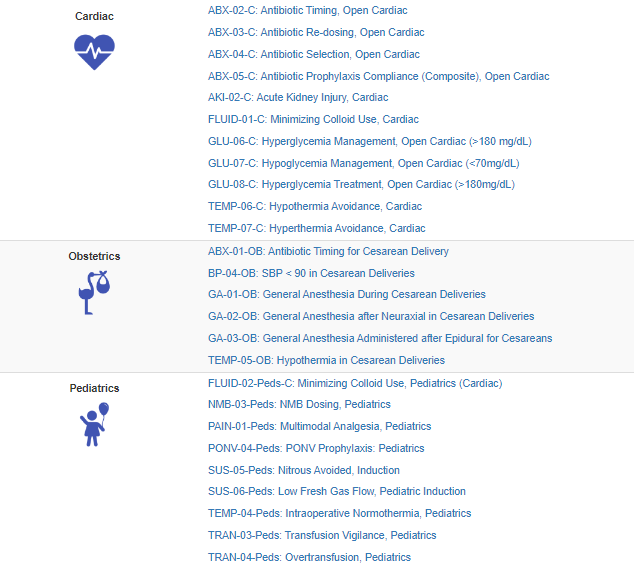 Cardiac
ABX-02-C: Antibiotic Timing, Open Cardiac
ABX-03-C: Antibiotic Re-dosing, Open Cardiac
ABX-04-C: Antibiotic Selection, Open Cardiac
ABX-05-C: Antibiotic Prophylaxis Compliance (Composite), Open Cardiac
AKI-02-C: Acute Kidney Injury, Cardiac
FLUID-01-C: Minimizing Colloid Use, Cardiac
GLU-06-C: Hyperglycemia Management, Open Cardiac (>180 mg/dL)
GLU-07-C: Hypoglycemia Management, Open Cardiac (<70mg/dL)
GLU-08-C: Hyperglycemia Treatment, Open Cardiac (>180mg/dL)
TEMP-06-C: Hypothermia Avoidance, Cardiac
TEMP-07-C: Hyperthermia Avoidance, Cardiac
Obstetrics
ABX-01-OB: Antibiotic Timing for Cesarean Delivery
BP-04-OB: SBP < 90 in Cesarean Deliveries
GA-01-OB: General Anesthesia During Cesarean Deliveries
GA-02-OB: General Anesthesia after Neuraxial in Cesarean Deliveries
GA-03-OB: General Anesthesia Administered after Epidural for Cesareans
TEMP-05-OB: Hypothermia in Cesarean Deliveries
Pediatrics
FLUID-02-Peds-C: Minimizing Colloid Use, Pediatrics (Cardiac)
NMB-03-Peds: NMB Dosing, Pediatrics
PAIN-01-Peds: Multimodal Analgesia, Pediatrics
PONV-04-Peds: PONV Prophylaxis: Pediatrics
SUS-05-Peds: Nitrous Avoided, Induction
SUS-06-Peds: Low Fresh Gas Flow, Pediatric Induction
TEMP-04-Peds: Intraoperative Normothermia, Pediatrics
TRAN-03-Peds: Transfusion Vigilance, Pediatrics
TRAN-04-Peds: Overtransfusion, Pediatrics